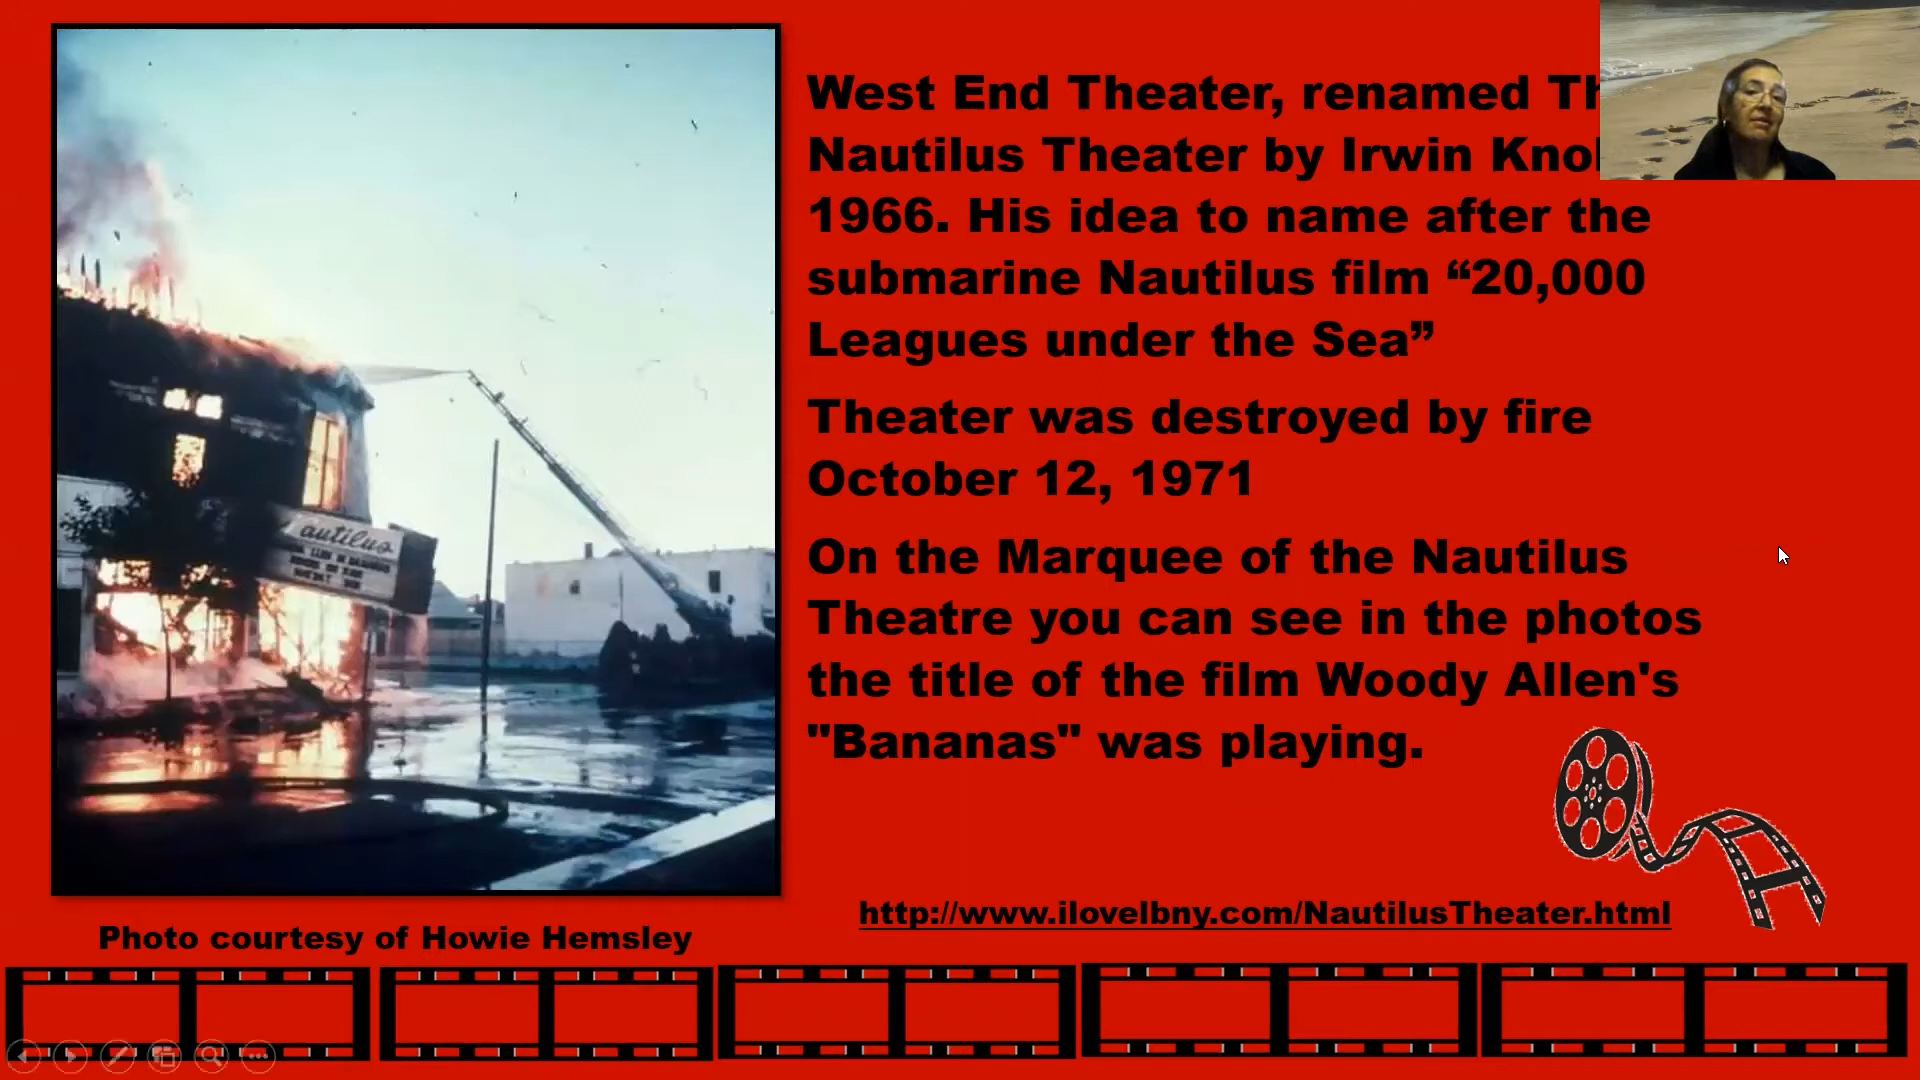 West End Theater, renamed
Nautilus Theater by Irwin
1966. His idea to name after the
submarine Nautilus film “20,000
Leagues under the Sea”
Theater was destroyed by fire
October 12, 1971
On the Marquee of the Nautilus
Theatre you can see in the photos
the title of the film Woody Allen's
"Bananas" was playing.
autilus
http://www.ilovelbny.com/NautilusTheater.html
Photo courtesy of Howie Hemsley